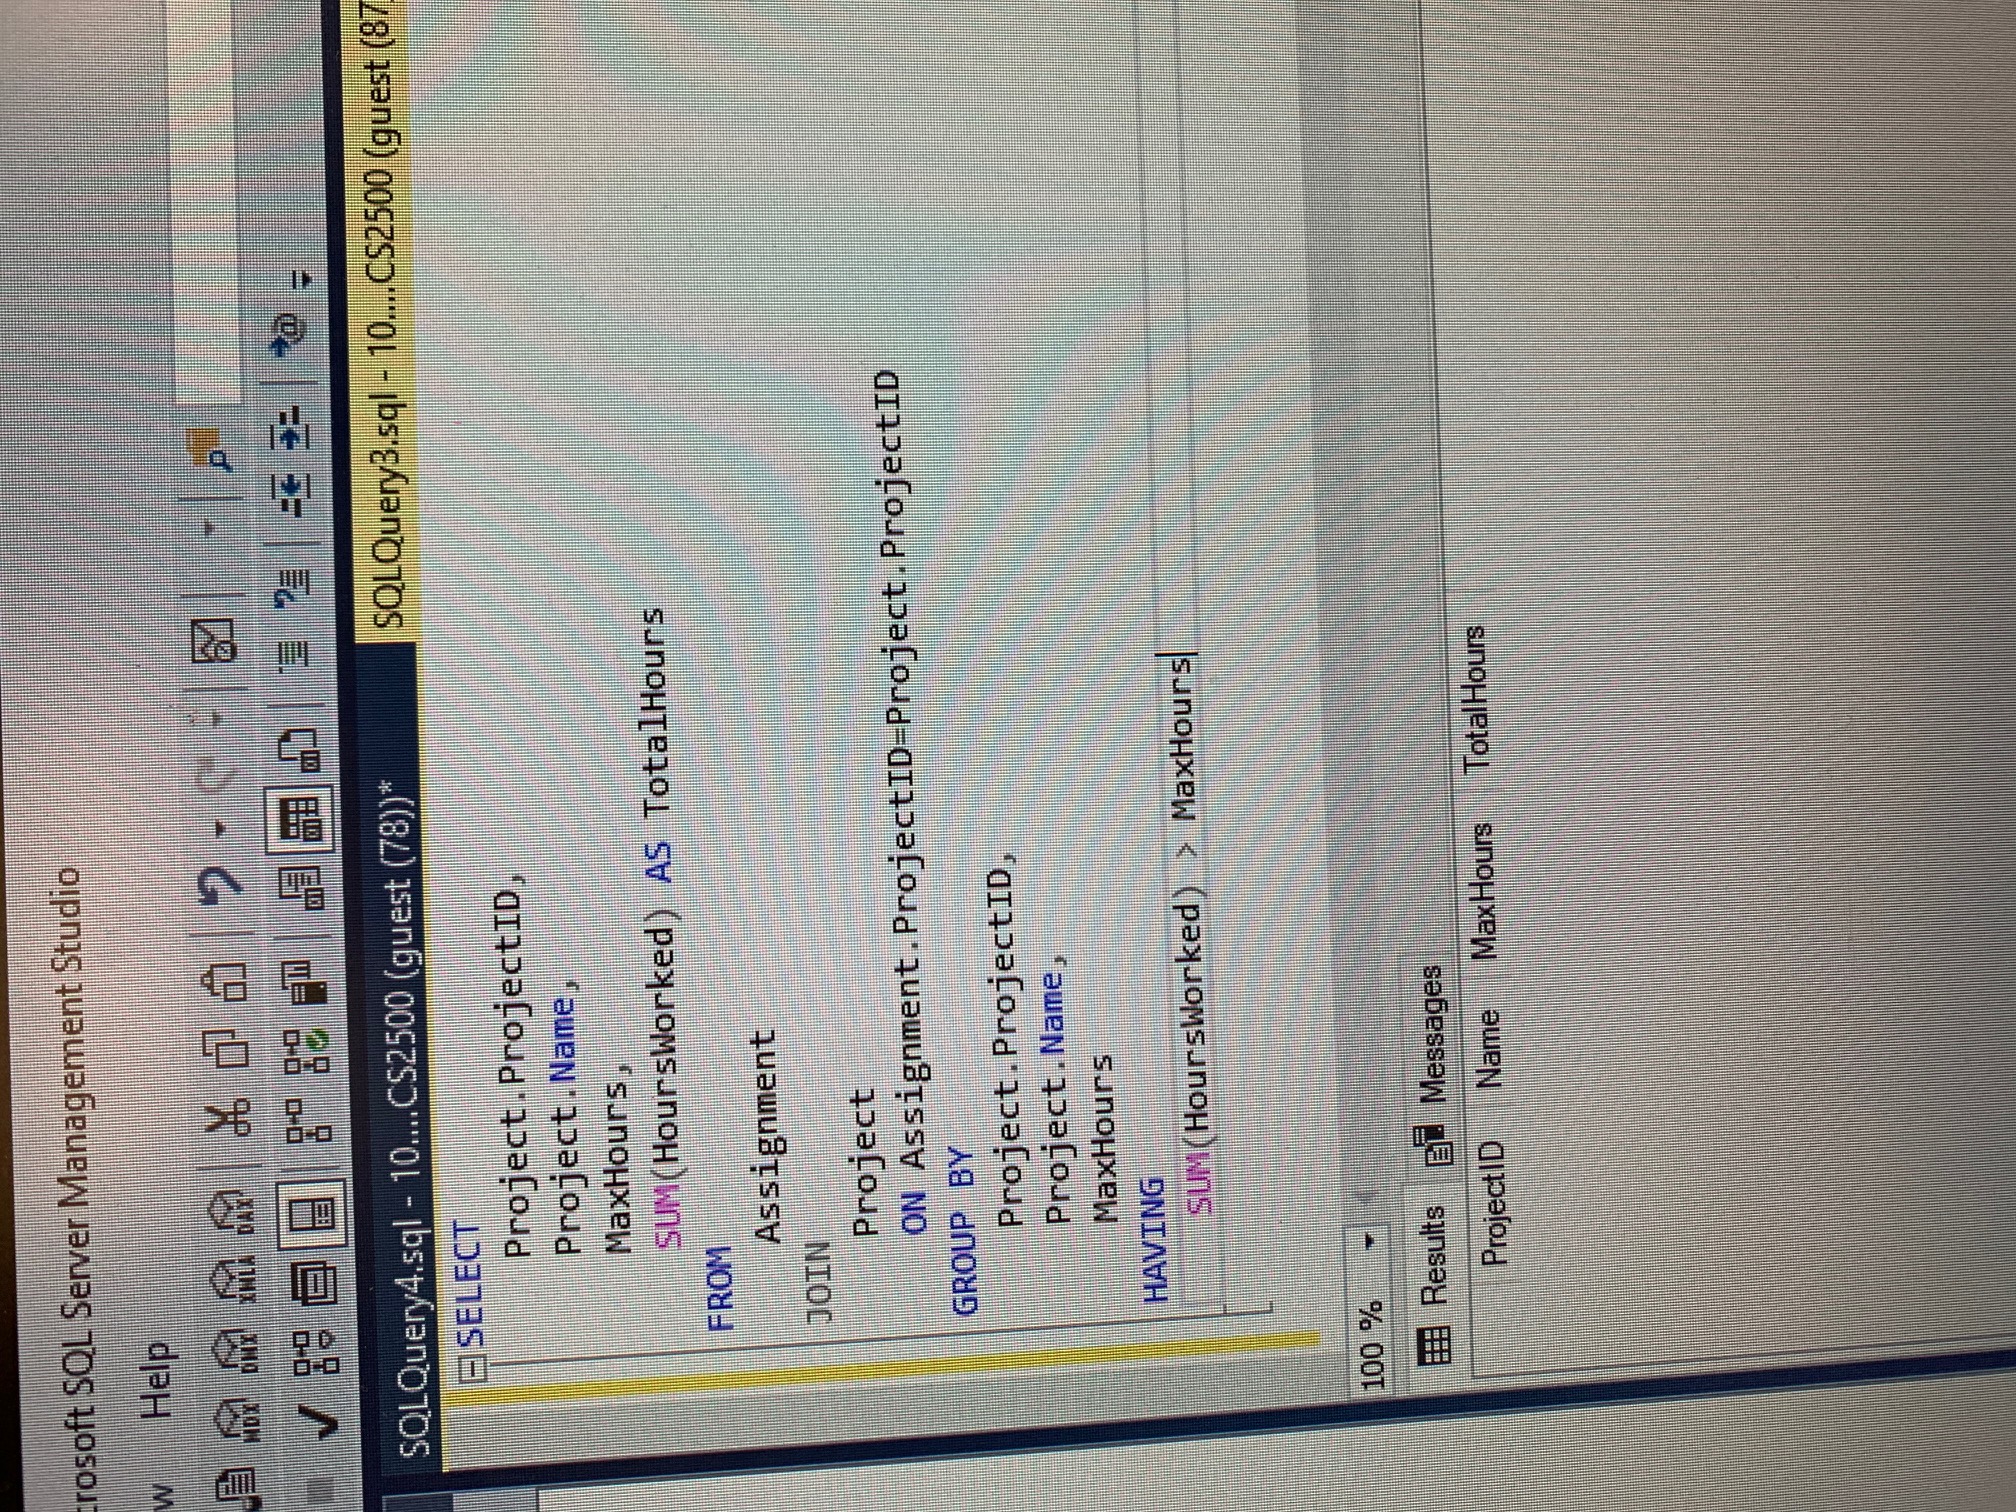 crosoft SQL Server Management Studio
w Help
MDX DMX XMLA DAX
SQLQuery4.sql - 10....CS2500 (guest (78))*
SQLQuery3.sql - 10....CS2500 (guest (87
SELECT
Project.ProjectID,
Project.Name,
MaxHours,
SUM(HoursWorked) AS TotalHours
FROM
Assignment
JOIN
Project
ON Assignment.ProjectID=Project.ProjectID
GROUP BY
Project.ProjectID,
Project.Name,
MaxHours
HAVING
SUM(HoursWorked) > MaxHours
100 %
Results Messages
ProjectID Name MaxHours TotalHours